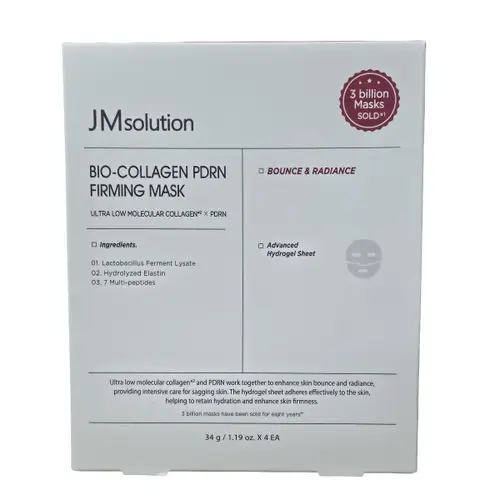 3 billion
Masks
SOLD*¹
JMsolution
BIO-COLLAGEN PDRN
FIRMING MASK
ULTRA LOW MOLECULAR COLLAGEN*² × PDRN
BOUNCE & RADIANCE
Ingredients.
01. Lactobacillus Ferment Lysate
02. Hydrolyzed Elastin
03. 7 Multi-peptides
Advanced
Hydrogel Sheet
Ultra low molecular collagen*² and PDRN work together to enhance skin bounce and radiance,
providing intensive care for sagging skin. The hydrogel sheet adheres effectively to the skin,
helping to retain hydration and enhance skin firmness.
3 billion masks have been sold for eight years*¹
34 g / 1.19 oz. X 4 EA